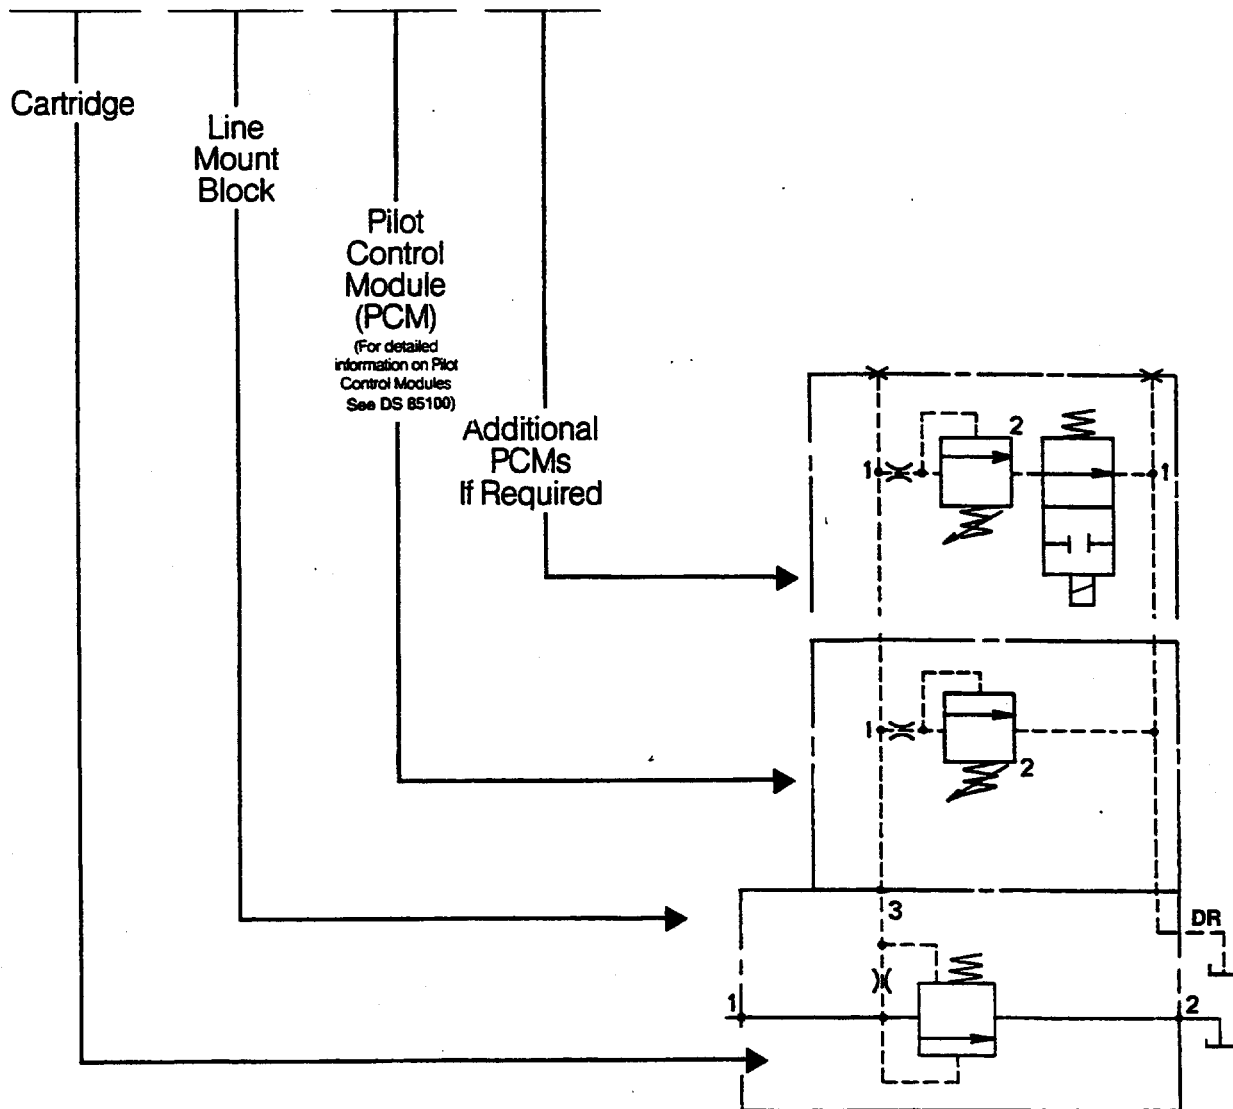 Cartridge
Line
Mount
Block
Pilot
Control
Module
(PCM)
(For detailed
information on Pilot
Control Modules
See DS 85100)
Additional
PCMs
If Required
2
1
1
1
2
3
DR
1
2